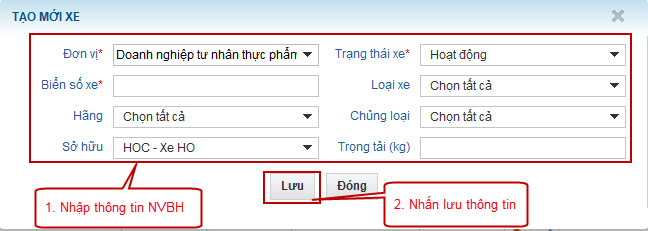 TẠO MỚI XE
Đơn vị* Doanh nghiệp tư nhân thực phẩm Trạng thái xe* Hoạt động
Biển số xe* Loại xe Chọn tất cả
Hãng Chọn tất cả Chủng loại Chọn tất cả
Sở hữu HOC - Xe HO Trọng tải (kg)
Lưu Đóng
1. Nhập thông tin NVBH
2. Nhấn lưu thông tin